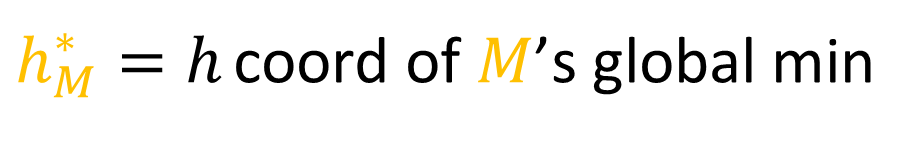 h*_M = h coord of M's global min